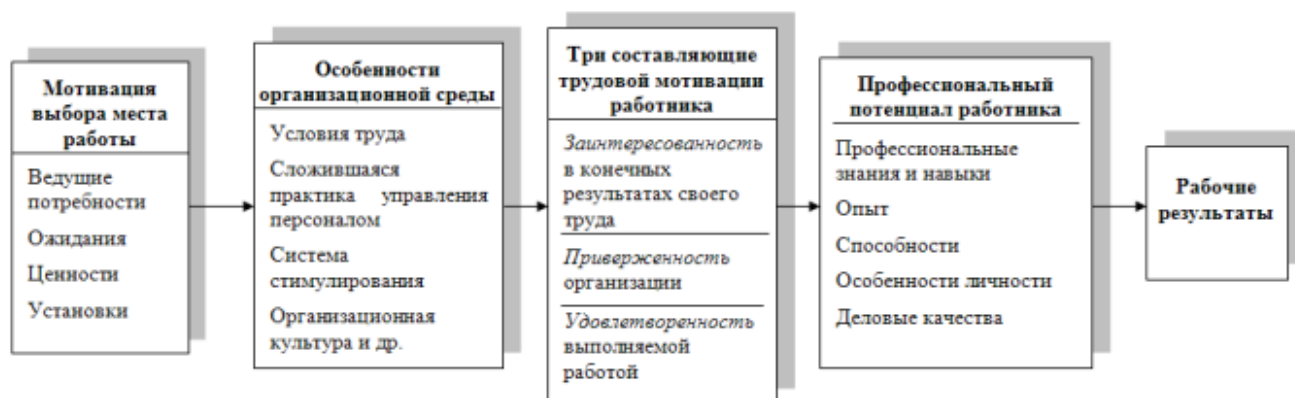 Мотивация
выбора места
работы
Ведущие
потребности
Ожидания
Ценности
Установки
Особенности
организационной среды
Условия труда
Сложившаяся
практика управления
персоналом
Система
стимулирования
Организационная
культура и др.
Три составляющие
трудовой мотивации
работника
Заинтересованность
в конечных
результатах своего
труда
Приверженность
организации
Удовлетворенность
выполняемой
работой
Профессиональный
потенциал работника
Профессиональные
знания и навыки
Опыт
Способности
Особенности личности
Деловые качества
Рабочие
результаты